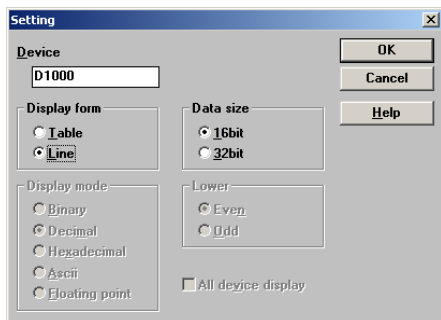 Setting
Device
D1000
OK
Cancel
Help
Display form
Table
Line
Data size
16bit
32bit
Display mode
Binary
Decimal
Hexadecimal
Ascii
Floating point
Lower
Even
Odd
All device display